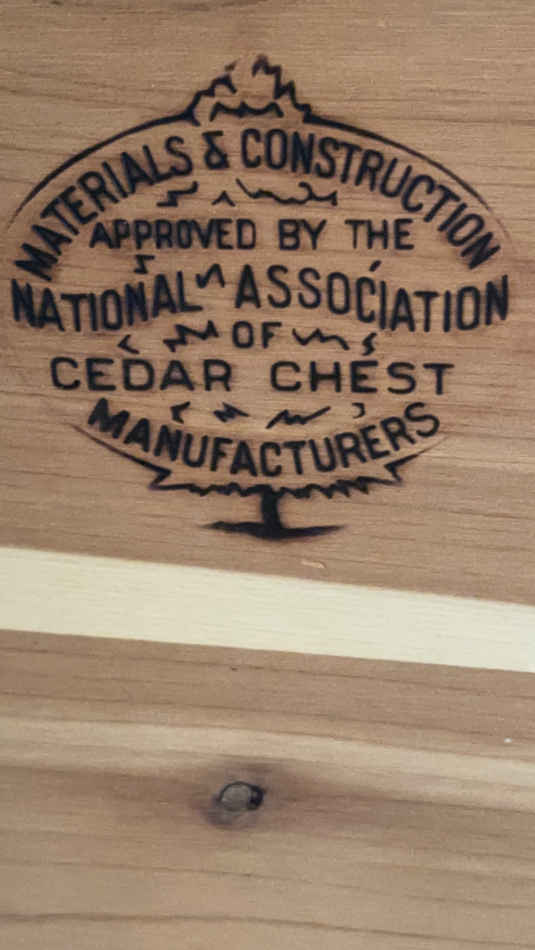 MATERIALS & CONSTRUCTION
APPROVED BY THE
NATIONAL ASSOCIATION
OF
CEDAR CHEST
MANUFACTURERS